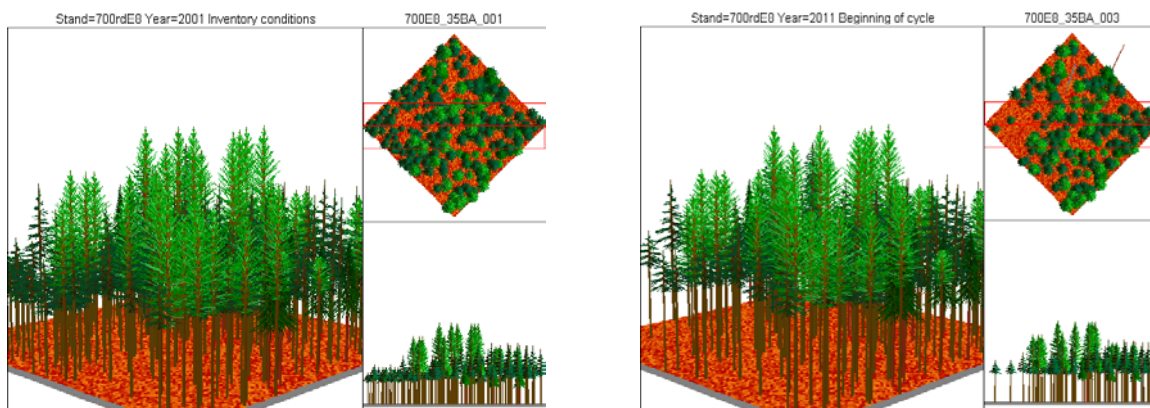 Stand=700rdE8 Year=2001 Inventory conditions
700E8_35BA_001
Stand=700rdE8 Year=2011 Beginning of cycle
700E8_35BA_003